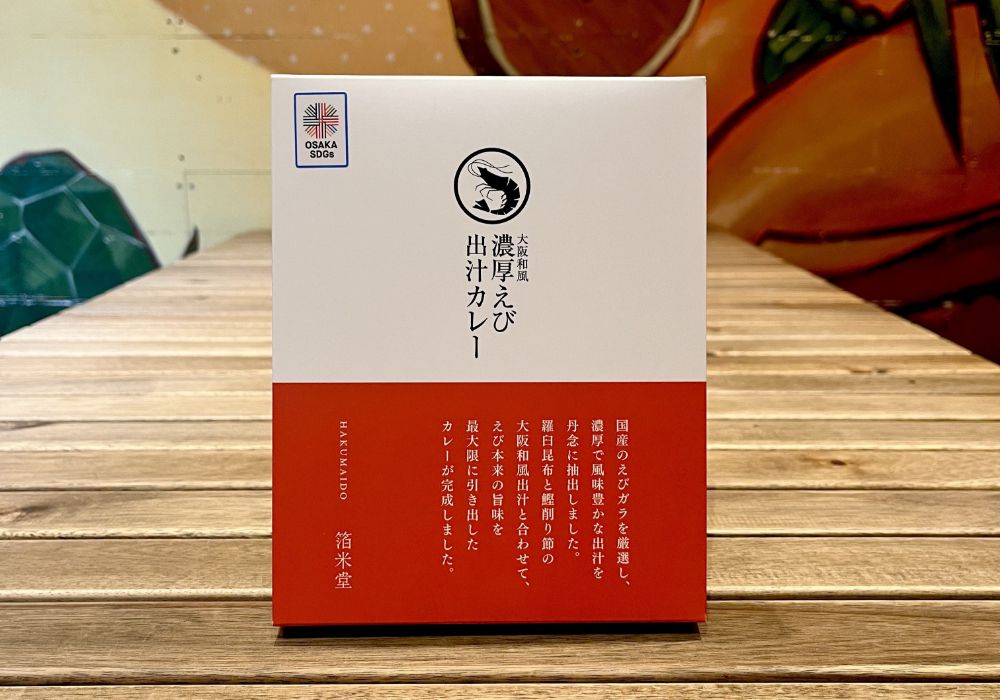 OSAKA
SDGs
大阪和風
濃厚えび
出汁カレー
国産のえびガラを厳選し、
濃厚で風味豊かな出汁を
丹念に抽出しました。
羅臼昆布と鰹削り節の
大阪和風出汁と合わせて、
えび本来の旨味を
最大限に引き出した
カレーが完成しました。
HAKUMAIDO
箔米堂